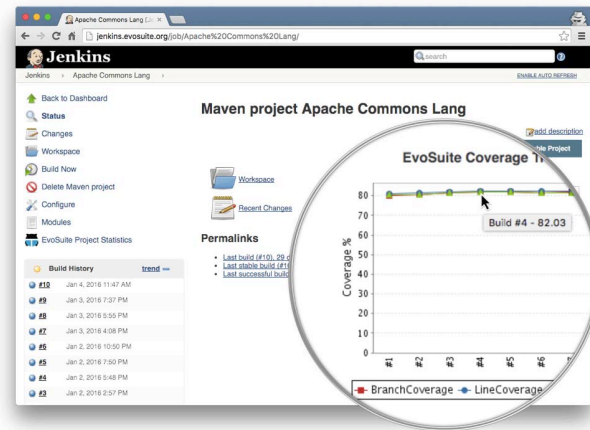 Apache Commons Lang [Je
jenkins.evosuite.org/job/Apache%20Commons%20Lang/
Jenkins
search
Jenkins
Apache Commons Lang
ENABLE AUTO REFRESH
Back to Dashboard
Status
Changes
Workspace
Build Now
Delete Maven project
Configure
Modules
EvoSuite Project Statistics
Build History
trend
#10 Jan 4, 2016 11:47 AM
#9 Jan 3, 2016 7:37 PM
#8 Jan 3, 2016 5:55 PM
#7 Jan 3, 2016 4:08 PM
#6 Jan 2, 2016 10:50 PM
#5 Jan 2, 2016 7:50 PM
#4 Jan 2, 2016 5:48 PM
#3 Jan 2, 2016 2:57 PM
Maven project Apache Commons Lang
add description
Project
Workspace
Recent Changes
Permalinks
Last build (#10), 29
Last stable build
Last successful
EvoSuite Coverage
Coverage %
80
70
60
50
40
30
20
10
0
Build #4 - 82.03
#1
#2
#3
#4
#5
#6
BranchCoverage
LineCoverage